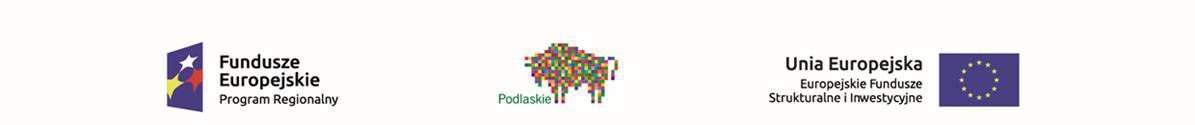 Fundusze
Europejskie
Program Regionalny
Podlaskie
Unia Europejska
Europejskie Fundusze
Strukturalne i Inwestycyjne